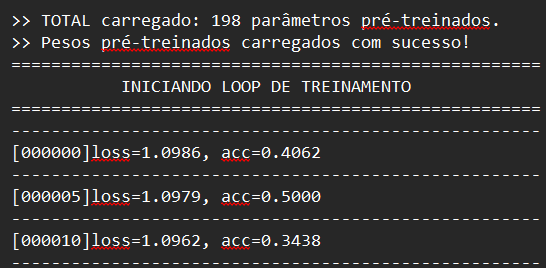 >> TOTAL carregado: 198 parâmetros pré-treinados.
>> Pesos pré-treinados carregados com sucesso!
=====================================================
INICIANDO LOOP DE TREINAMENTO
=====================================================
-----------------------------------------------------
[000000]loss=1.0986, acc=0.4062
-----------------------------------------------------
[000005]loss=1.0979, acc=0.5000
-----------------------------------------------------
[000010]loss=1.0962, acc=0.3438
-----------------------------------------------------